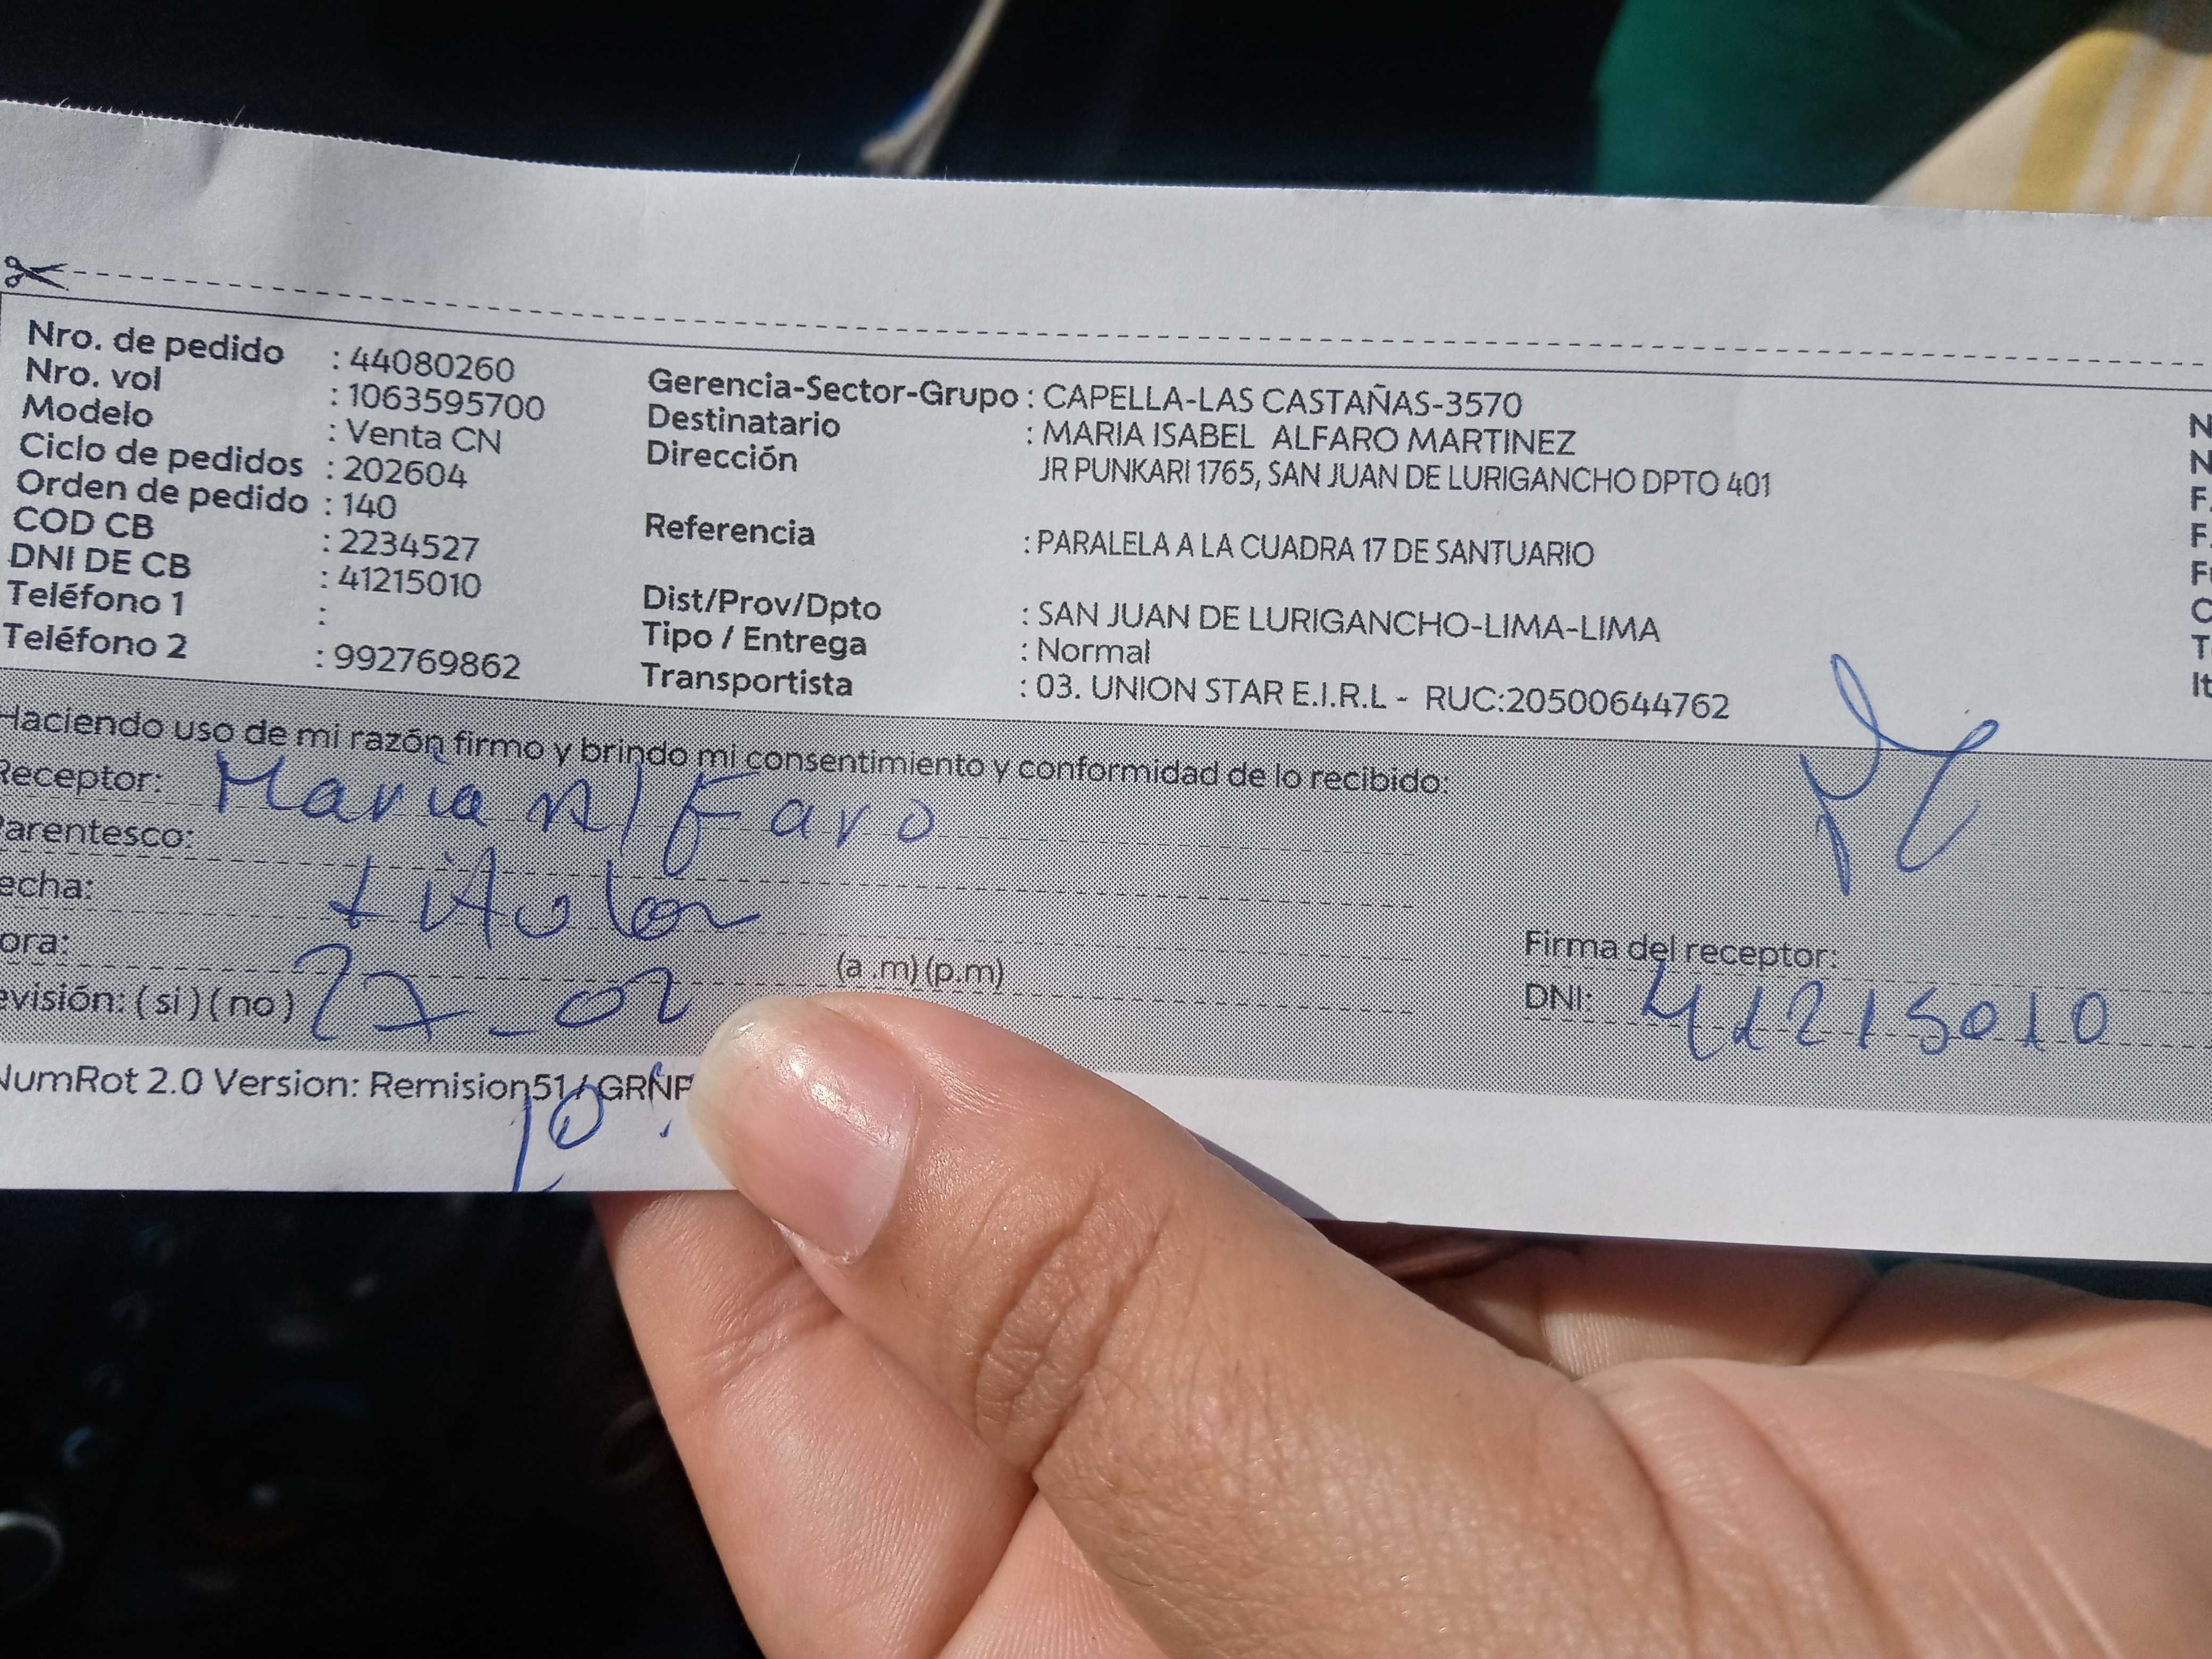 Nro. de pedido : 44080260
Nro. vol : 1063595700
Modelo : Venta CN
Ciclo de pedidos : 202604
Orden de pedido : 140
COD CB : 2234527
DNI DE CB : 41215010
Teléfono 1 :
Teléfono 2 : 992769862
Gerencia-Sector-Grupo : CAPELLA-LAS CASTAÑAS-3570
Destinatario : MARIA ISABEL ALFARO MARTINEZ
Dirección JR PUNKARI 1765, SAN JUAN DE LURIGANCHO DPTO 401
Referencia : PARALELA A LA CUADRA 17 DE SANTUARIO
Dist/Prov/Dpto : SAN JUAN DE LURIGANCHO-LIMA-LIMA
Tipo / Entrega : Normal
Transportista : 03. UNION STAR E.I.R.L - RUC:20500644762
Haciendo uso de mi razón firmo y brindo mi consentimiento y conformidad de lo recibido:
Receptor: Maria Alfaro
Parentesco:
echa: titular
ora: (a .m) (p.m)
evisión: ( si ) ( no ) 27-02
NumRot 2.0 Version: Remision51 / GRNP
10:
Firma del receptor:
DNI: 41215010